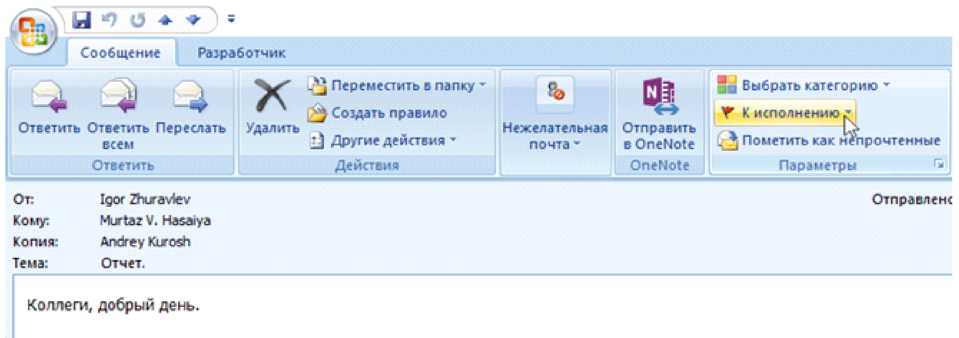 Сообщение Разработчик
Ответить Ответить всем Переслать
Ответить
Удалить
Переместить в папку
Создать правило
Другие действия
Действия
Нежелательная почта
Отправить в OneNote
OneNote
Выбрать категорию
К исполнению
Пометить как непрочтенные
Параметры
От: Igor Zhuravlev
Отправлено
Кому: Murtaz V. Hasaiya
Копия: Andrey Kurosh
Тема: Отчет.
Коллеги, добрый день.